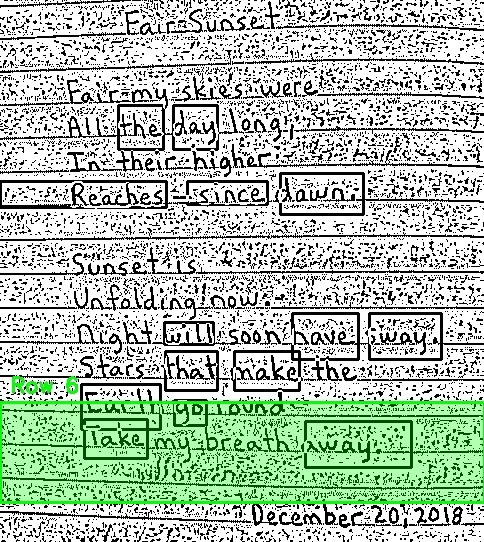 Fair Sunset
Fair my skies were
All the day long,
In their higher
Reaches – since dawn.
Sunset is
Unfolding now.
Night will soon have sway.
Stars that make the
Row 6
Earth go round
Take my breath away.
December 20, 2018